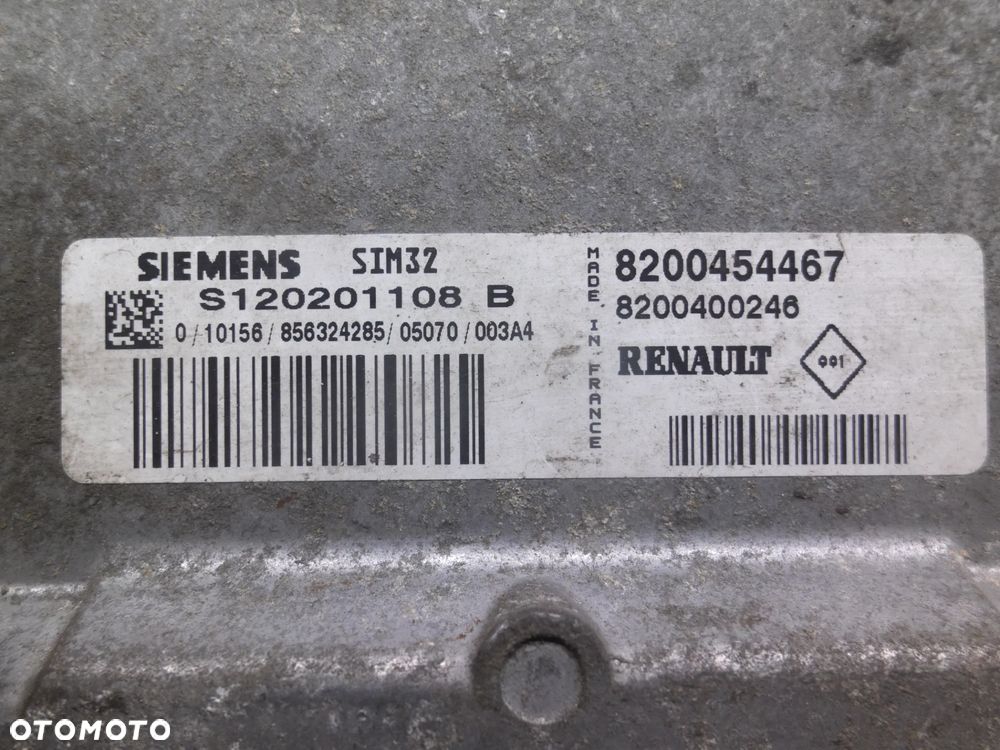 SIEMENS SIM32
S120201108 B
0/10156/856324285/05070/003A4
MADE IN FRANCE
8200454467
8200400246
RENAULT
001
OTOMOTO